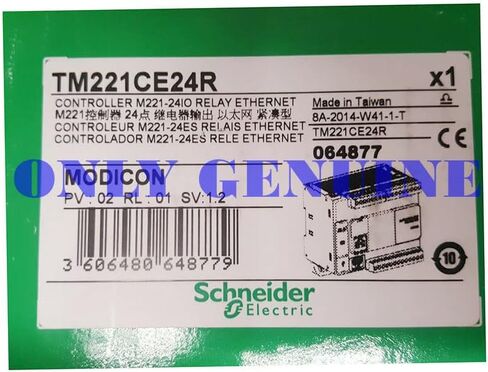 TM221CE24R
x1
CONTROLLER M221-24IO RELAY ETHERNET
M221控制器 24点 继电器输出 以太网 紧凑型
CONTROLEUR M221-24ES RELAIS ETHERNET
CONTROLADOR M221-24ES RELE ETHERNET
Made in Taiwan
8A-2014-W41-1-T
TM221CE24R
064877
ONLY GENUINE
MODICON
PV: 02 RL: 01 SV:1.2
3 606480 648779
10
Schneider
Electric